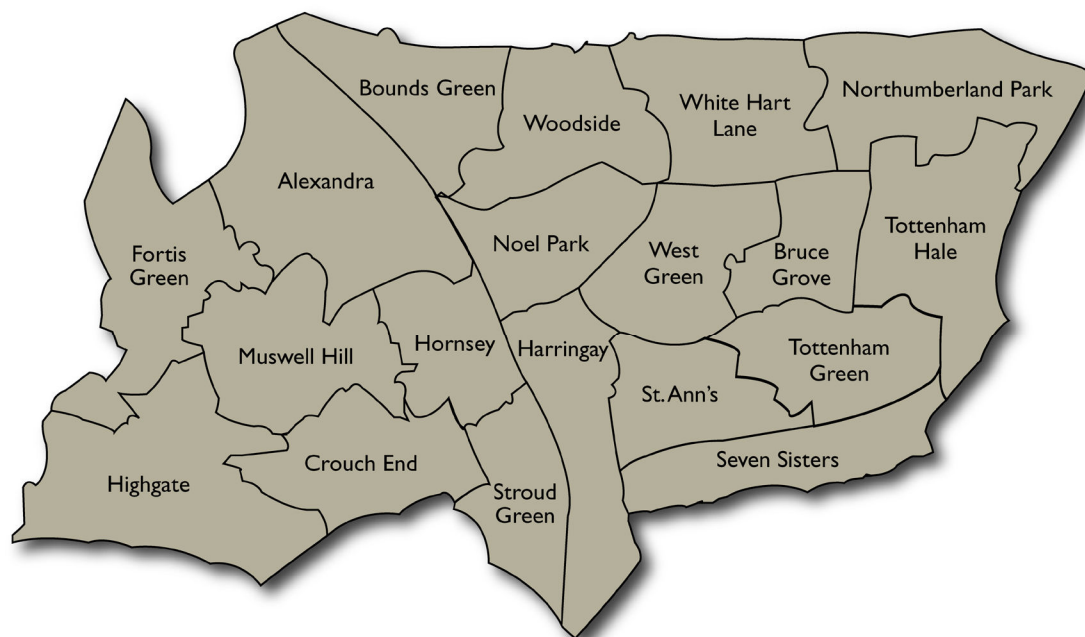 Bounds Green
Woodside
White Hart
Lane
Northumberland Park
Alexandra
Fortis
Green
Noel Park
West
Green
Bruce
Grove
Tottenham
Hale
Muswell Hill
Hornsey
Harringay
Tottenham
Green
St. Ann's
Highgate
Crouch End
Stroud
Green
Seven Sisters